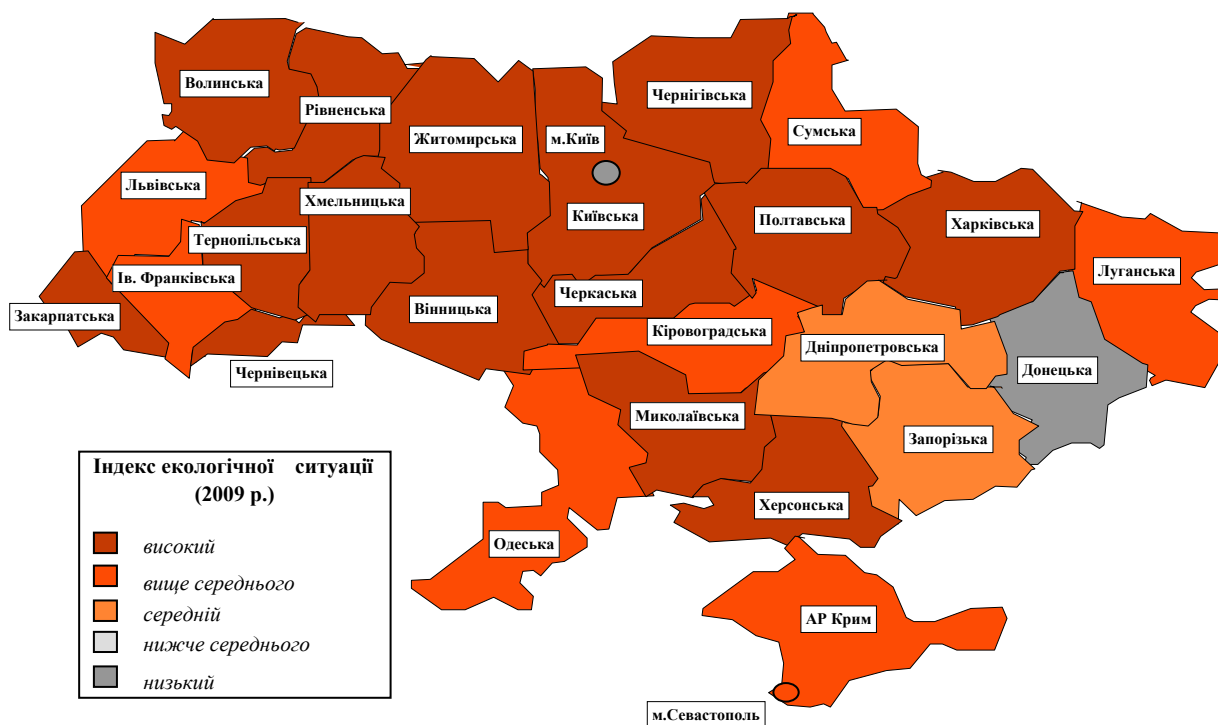 Волинська
Рівненська
Житомирська
м.Київ
Чернігівська
Сумська
Львівська
Хмельницька
Тернопільська
Київська
Полтавська
Харківська
Ів. Франківська
Луганська
Закарпатська
Вінницька
Черкаська
Кіровоградська
Дніпропетровська
Донецька
Чернівецька
Миколаївська
Запорізька
Херсонська
Одеська
АР Крим
м.Севастополь
Індекс екологічної ситуації
(2009 р.)
високий
вище середнього
середній
нижче середнього
низький